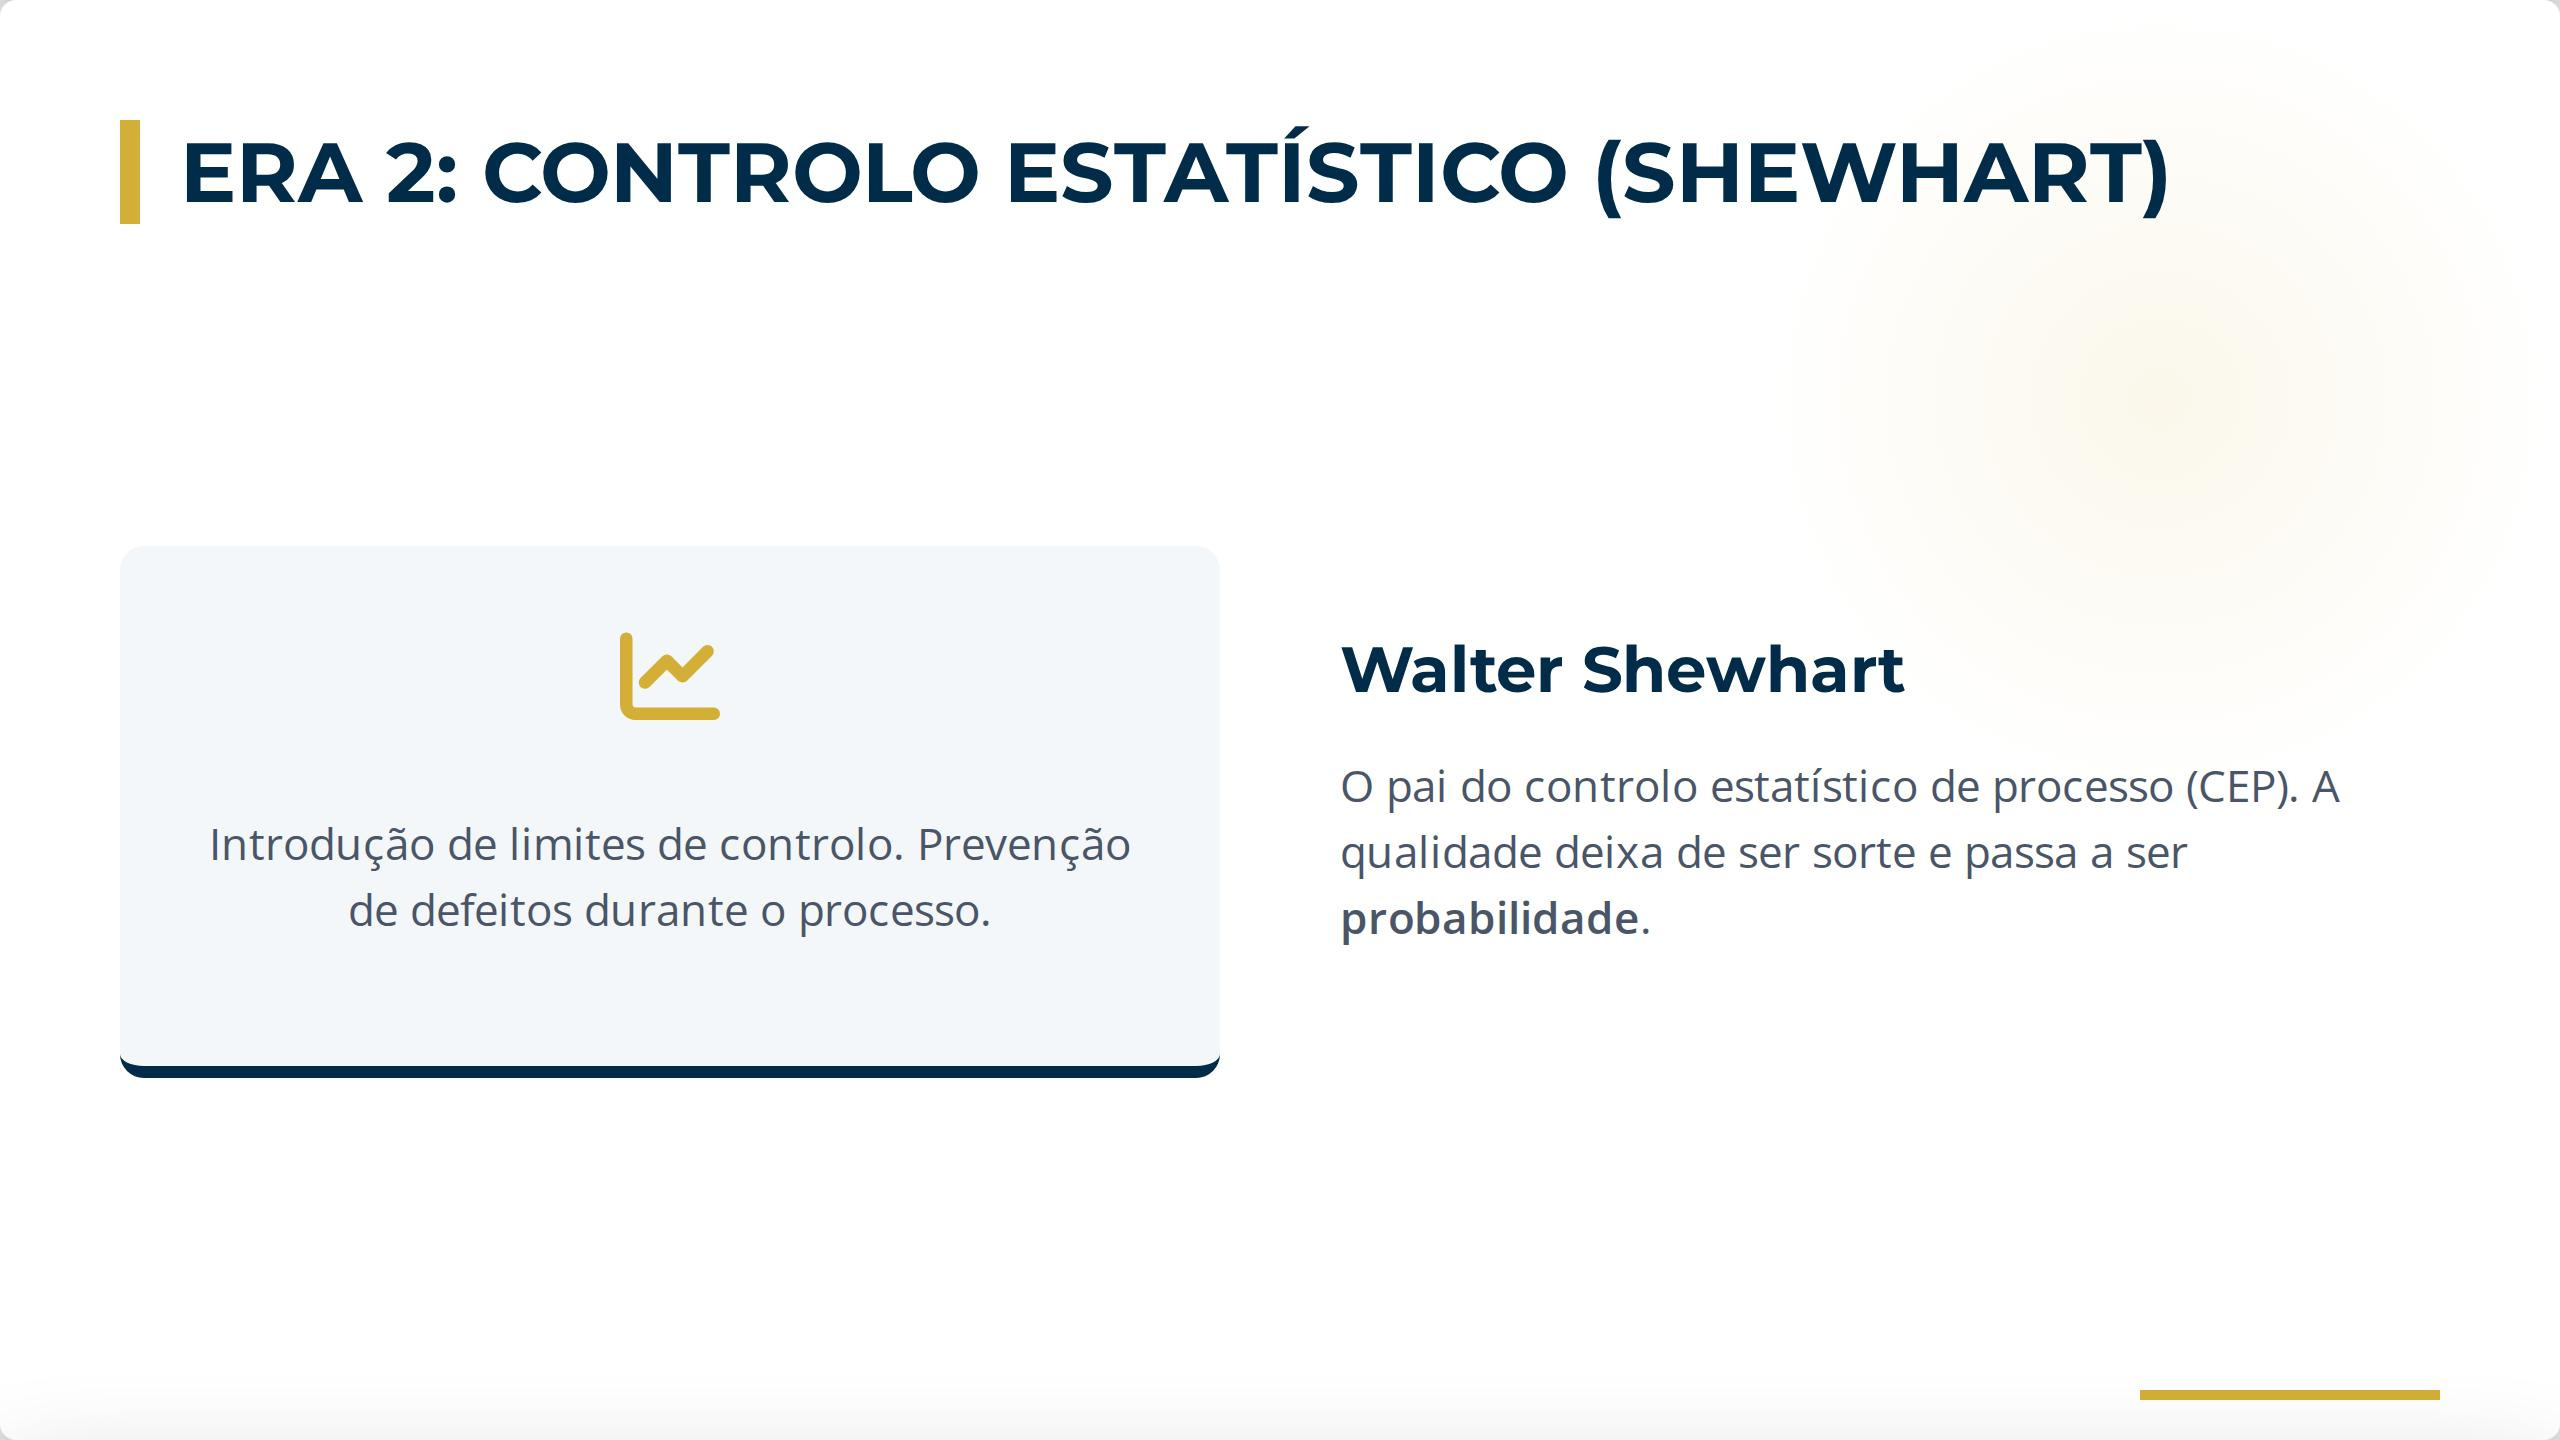 ERA 2: CONTROLO ESTATÍSTICO (SHEWHART)
Introdução de limites de controlo. Prevenção
de defeitos durante o processo.
Walter Shewhart
O pai do controlo estatístico de processo (CEP). A
qualidade deixa de ser sorte e passa a ser
probabilidade.